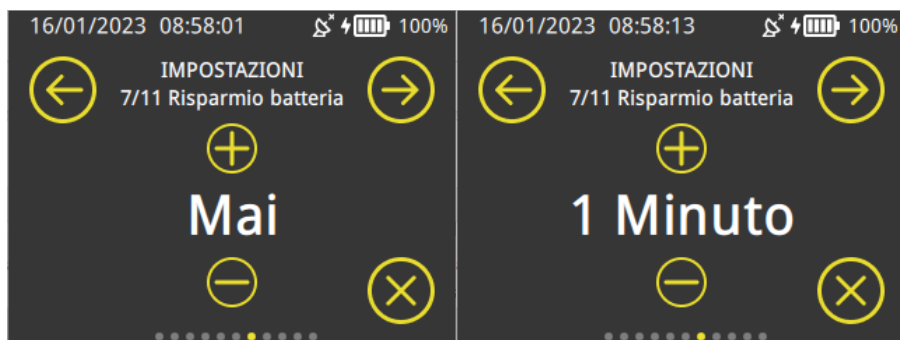 16/01/2023 08:58:01 100%
IMPOSTAZIONI
7/11 Risparmio batteria
Mai
16/01/2023 08:58:13 100%
IMPOSTAZIONI
7/11 Risparmio batteria
1 Minuto